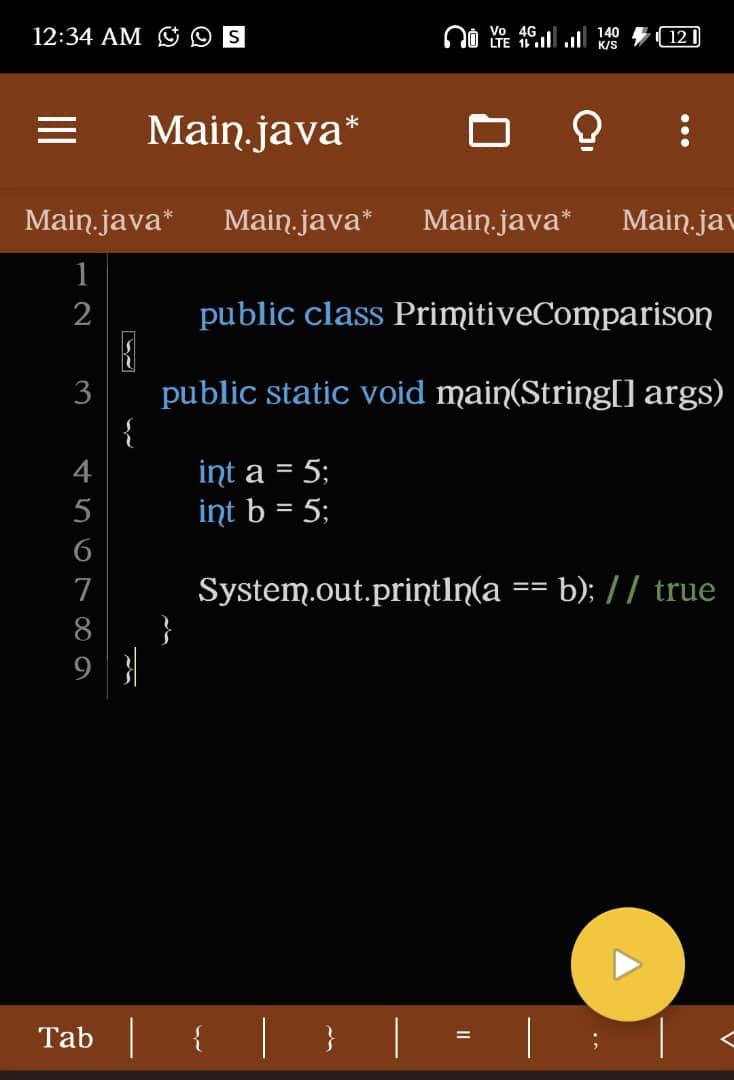 12:34 AM S Vo LTE 4G 140 K/S 12
Main.java*
Main.java* Main.java* Main.java* Main.jav
1
2 public class PrimitiveComparison
{
3 public static void main(String[] args)
{
4 int a = 5;
5 int b = 5;
6
7 System.out.println(a == b); // true
8 }
9 }
Tab | { | } | = | ; | <